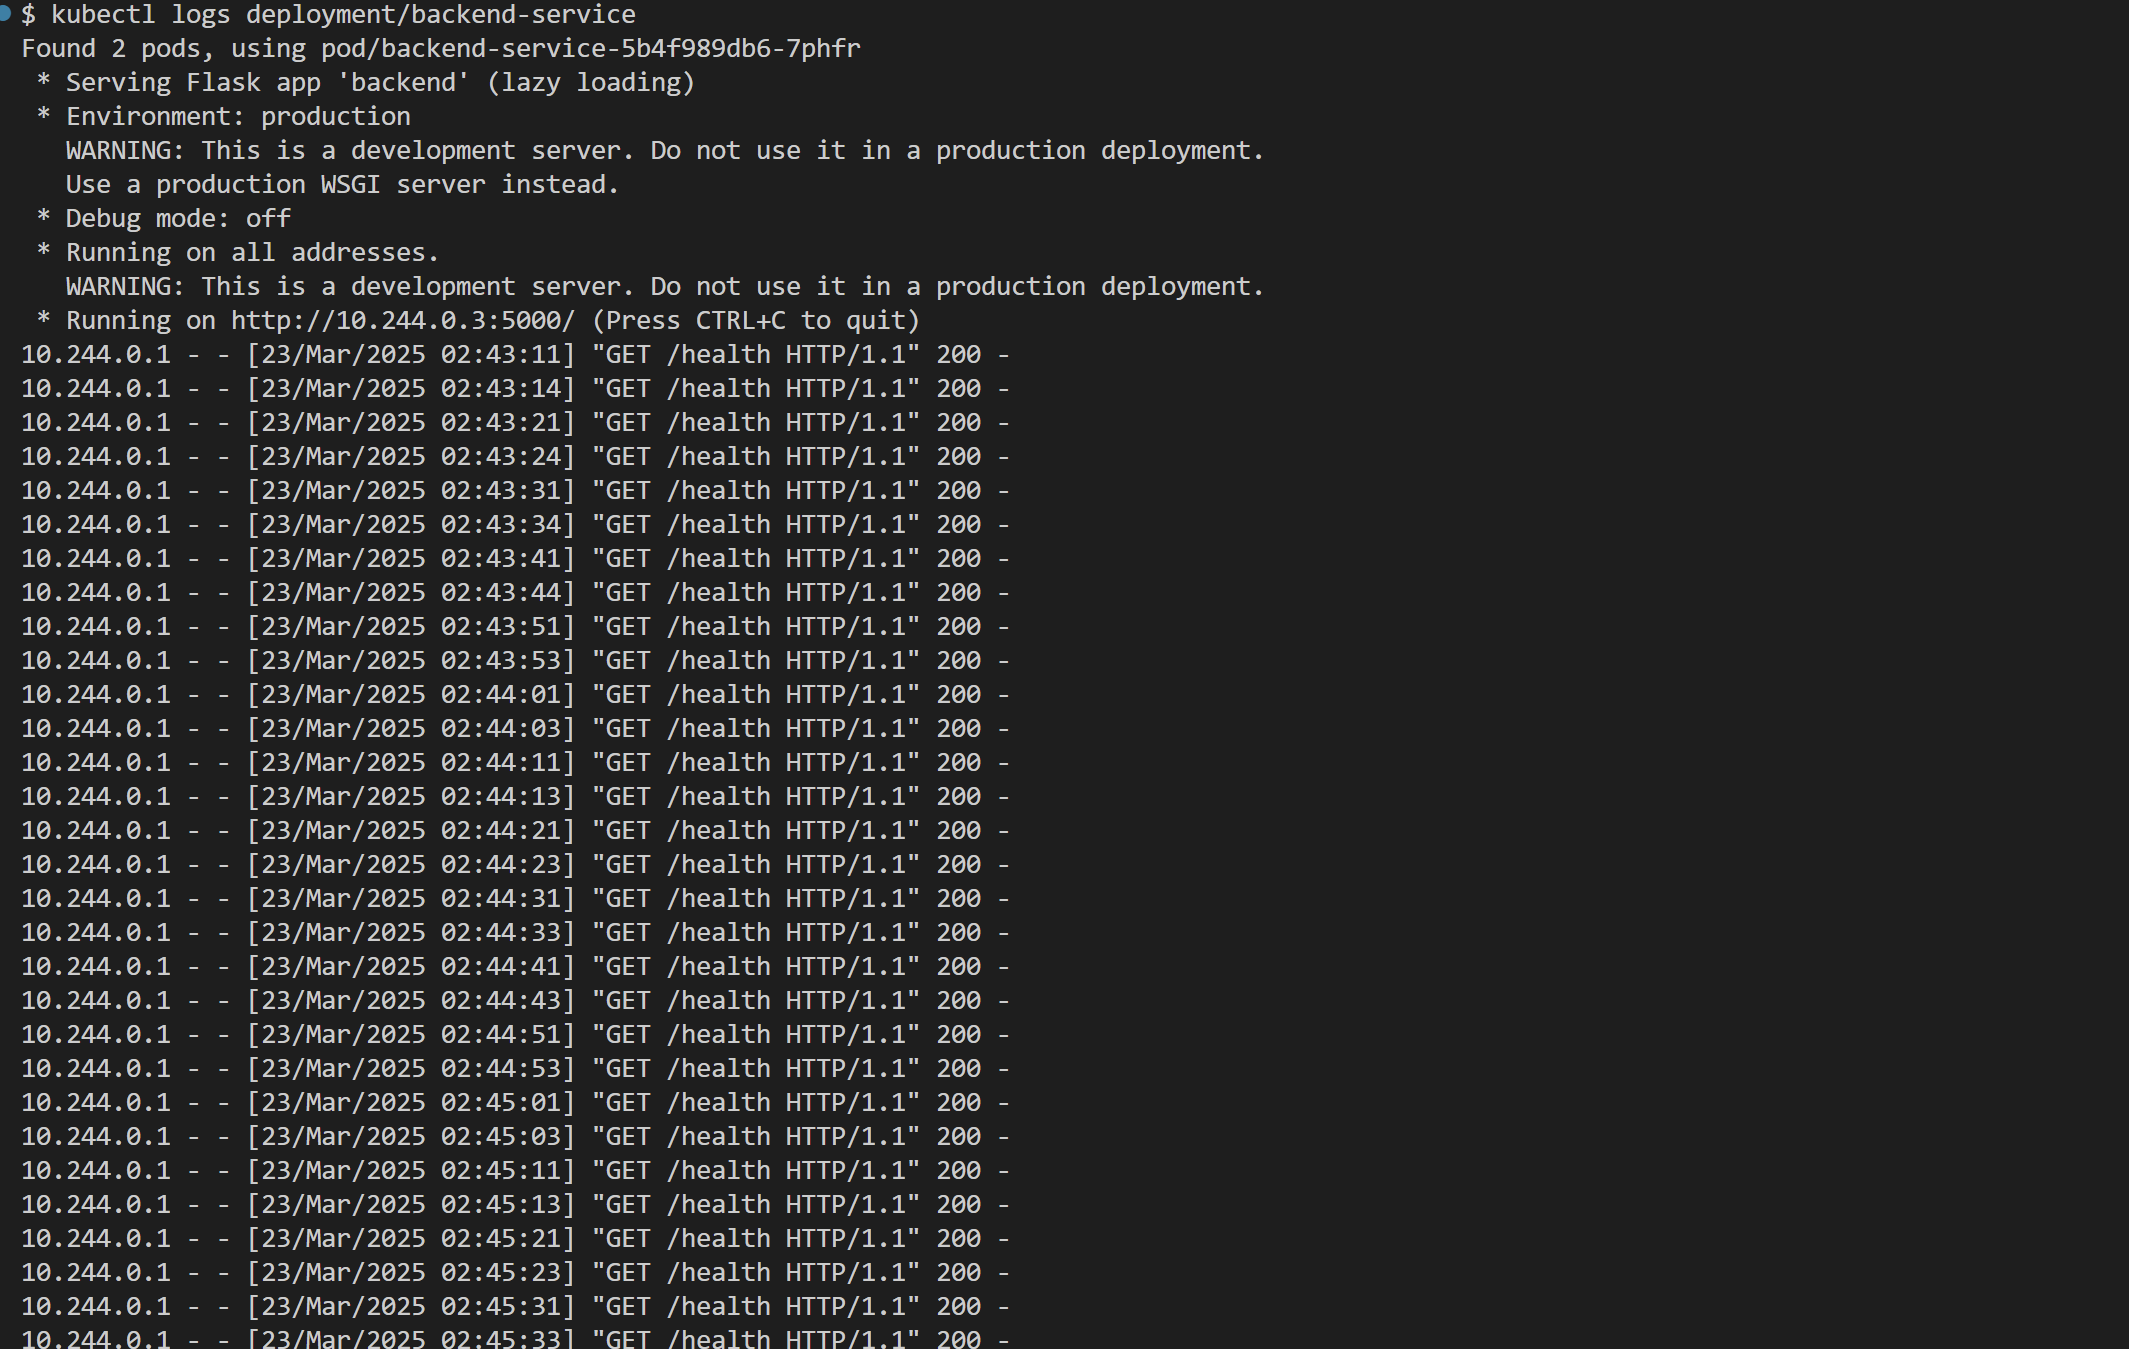 $ kubectl logs deployment/backend-service
Found 2 pods, using pod/backend-service-5b4f989db6-7phfr
 * Serving Flask app 'backend' (lazy loading)
 * Environment: production
   WARNING: This is a development server. Do not use it in a production deployment.
   Use a production WSGI server instead.
 * Debug mode: off
 * Running on all addresses.
   WARNING: This is a development server. Do not use it in a production deployment.
 * Running on http://10.244.0.3:5000/ (Press CTRL+C to quit)
10.244.0.1 - - [23/Mar/2025 02:43:11] "GET /health HTTP/1.1" 200 -
10.244.0.1 - - [23/Mar/2025 02:43:14] "GET /health HTTP/1.1" 200 -
10.244.0.1 - - [23/Mar/2025 02:43:21] "GET /health HTTP/1.1" 200 -
10.244.0.1 - - [23/Mar/2025 02:43:24] "GET /health HTTP/1.1" 200 -
10.244.0.1 - - [23/Mar/2025 02:43:31] "GET /health HTTP/1.1" 200 -
10.244.0.1 - - [23/Mar/2025 02:43:34] "GET /health HTTP/1.1" 200 -
10.244.0.1 - - [23/Mar/2025 02:43:41] "GET /health HTTP/1.1" 200 -
10.244.0.1 - - [23/Mar/2025 02:43:44] "GET /health HTTP/1.1" 200 -
10.244.0.1 - - [23/Mar/2025 02:43:51] "GET /health HTTP/1.1" 200 -
10.244.0.1 - - [23/Mar/2025 02:43:53] "GET /health HTTP/1.1" 200 -
10.244.0.1 - - [23/Mar/2025 02:44:01] "GET /health HTTP/1.1" 200 -
10.244.0.1 - - [23/Mar/2025 02:44:03] "GET /health HTTP/1.1" 200 -
10.244.0.1 - - [23/Mar/2025 02:44:11] "GET /health HTTP/1.1" 200 -
10.244.0.1 - - [23/Mar/2025 02:44:13] "GET /health HTTP/1.1" 200 -
10.244.0.1 - - [23/Mar/2025 02:44:21] "GET /health HTTP/1.1" 200 -
10.244.0.1 - - [23/Mar/2025 02:44:23] "GET /health HTTP/1.1" 200 -
10.244.0.1 - - [23/Mar/2025 02:44:31] "GET /health HTTP/1.1" 200 -
10.244.0.1 - - [23/Mar/2025 02:44:33] "GET /health HTTP/1.1" 200 -
10.244.0.1 - - [23/Mar/2025 02:44:41] "GET /health HTTP/1.1" 200 -
10.244.0.1 - - [23/Mar/2025 02:44:43] "GET /health HTTP/1.1" 200 -
10.244.0.1 - - [23/Mar/2025 02:44:51] "GET /health HTTP/1.1" 200 -
10.244.0.1 - - [23/Mar/2025 02:44:53] "GET /health HTTP/1.1" 200 -
10.244.0.1 - - [23/Mar/2025 02:45:01] "GET /health HTTP/1.1" 200 -
10.244.0.1 - - [23/Mar/2025 02:45:03] "GET /health HTTP/1.1" 200 -
10.244.0.1 - - [23/Mar/2025 02:45:11] "GET /health HTTP/1.1" 200 -
10.244.0.1 - - [23/Mar/2025 02:45:13] "GET /health HTTP/1.1" 200 -
10.244.0.1 - - [23/Mar/2025 02:45:21] "GET /health HTTP/1.1" 200 -
10.244.0.1 - - [23/Mar/2025 02:45:23] "GET /health HTTP/1.1" 200 -
10.244.0.1 - - [23/Mar/2025 02:45:31] "GET /health HTTP/1.1" 200 -
10.244.0.1 - - [23/Mar/2025 02:45:33] "GET /health HTTP/1.1" 200 -